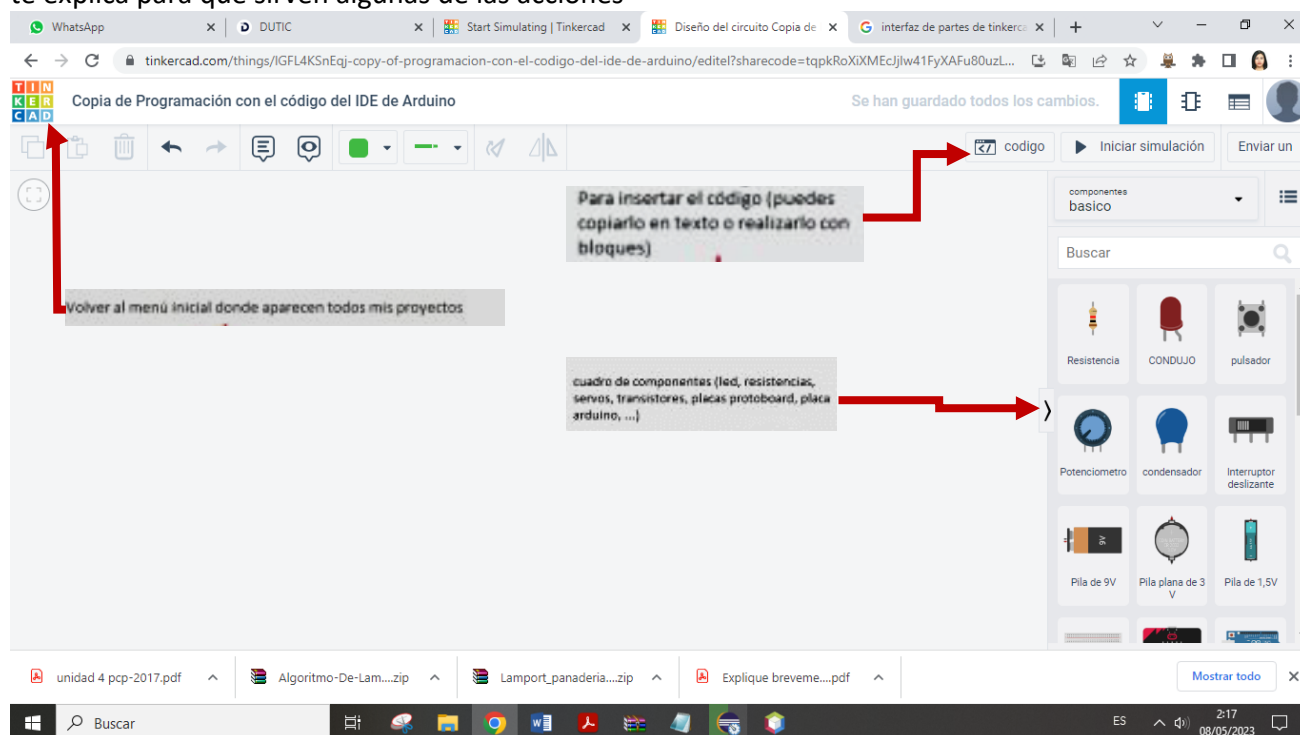 te explica para que sirven algunas de las acciones
WhatsApp
DUTIC
Start Simulating | Tinkercad
Diseño del circuito Copia de
interfaz de partes de tinkerca
tinkercad.com/things/IGFL4KSnEqj-copy-of-programacion-con-el-codigo-del-ide-de-arduino/editel?sharecode=tqpkRoXiXMEcJjlw41FyXAFu80uzL...
TIN
KER
CAD
Copia de Programación con el código del IDE de Arduino
Se han guardado todos los cambios.
codigo
Iniciar simulación
Enviar un
Para insertar el código (puedes
copiarlo en texto o realizarlo con
bloques)
Volver al menú inicial donde aparecen todos mis proyectos
cuadro de componentes (led, resistencias,
servos, transistores, placas protoboard, placa
arduino, ...)
componentes
basico
Buscar
Resistencia
CONDUJO
pulsador
Potenciometro
condensador
Interruptor
deslizante
9V
Pila de 9V
Pila plana de 3
V
Pila de 1,5V
unidad 4 pcp-2017.pdf
Algoritmo-De-Lam....zip
Lamport_panaderia....zip
Explique breveme....pdf
Mostrar todo
Buscar
ES
2:17
08/05/2023